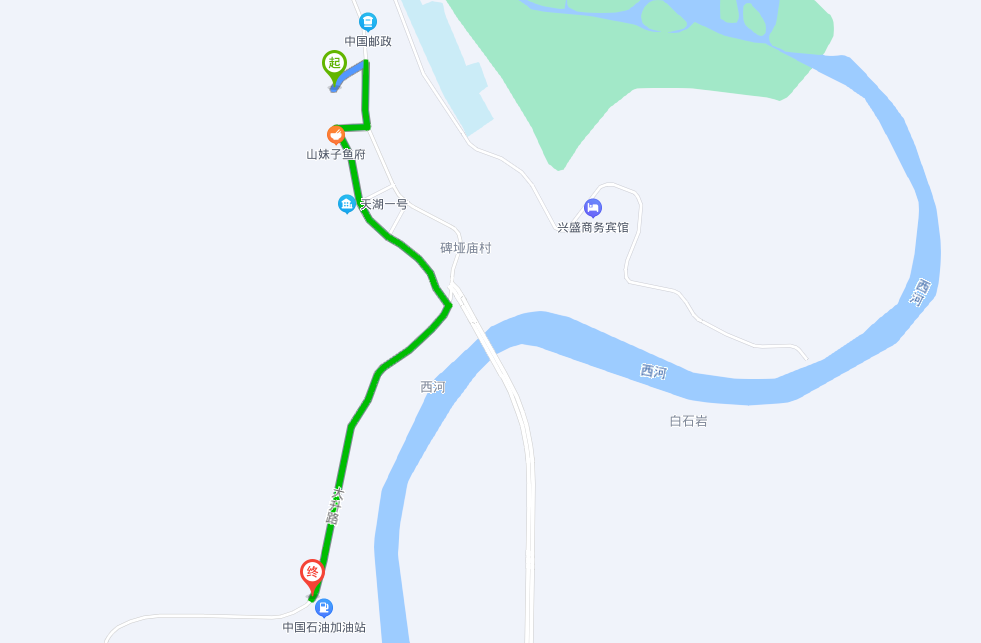 中国邮政
起
山妹子鱼府
天湖一号
兴盛商务宾馆
碑垭庙村
西河
西河
西河
白石岩
终
中国石油加油站